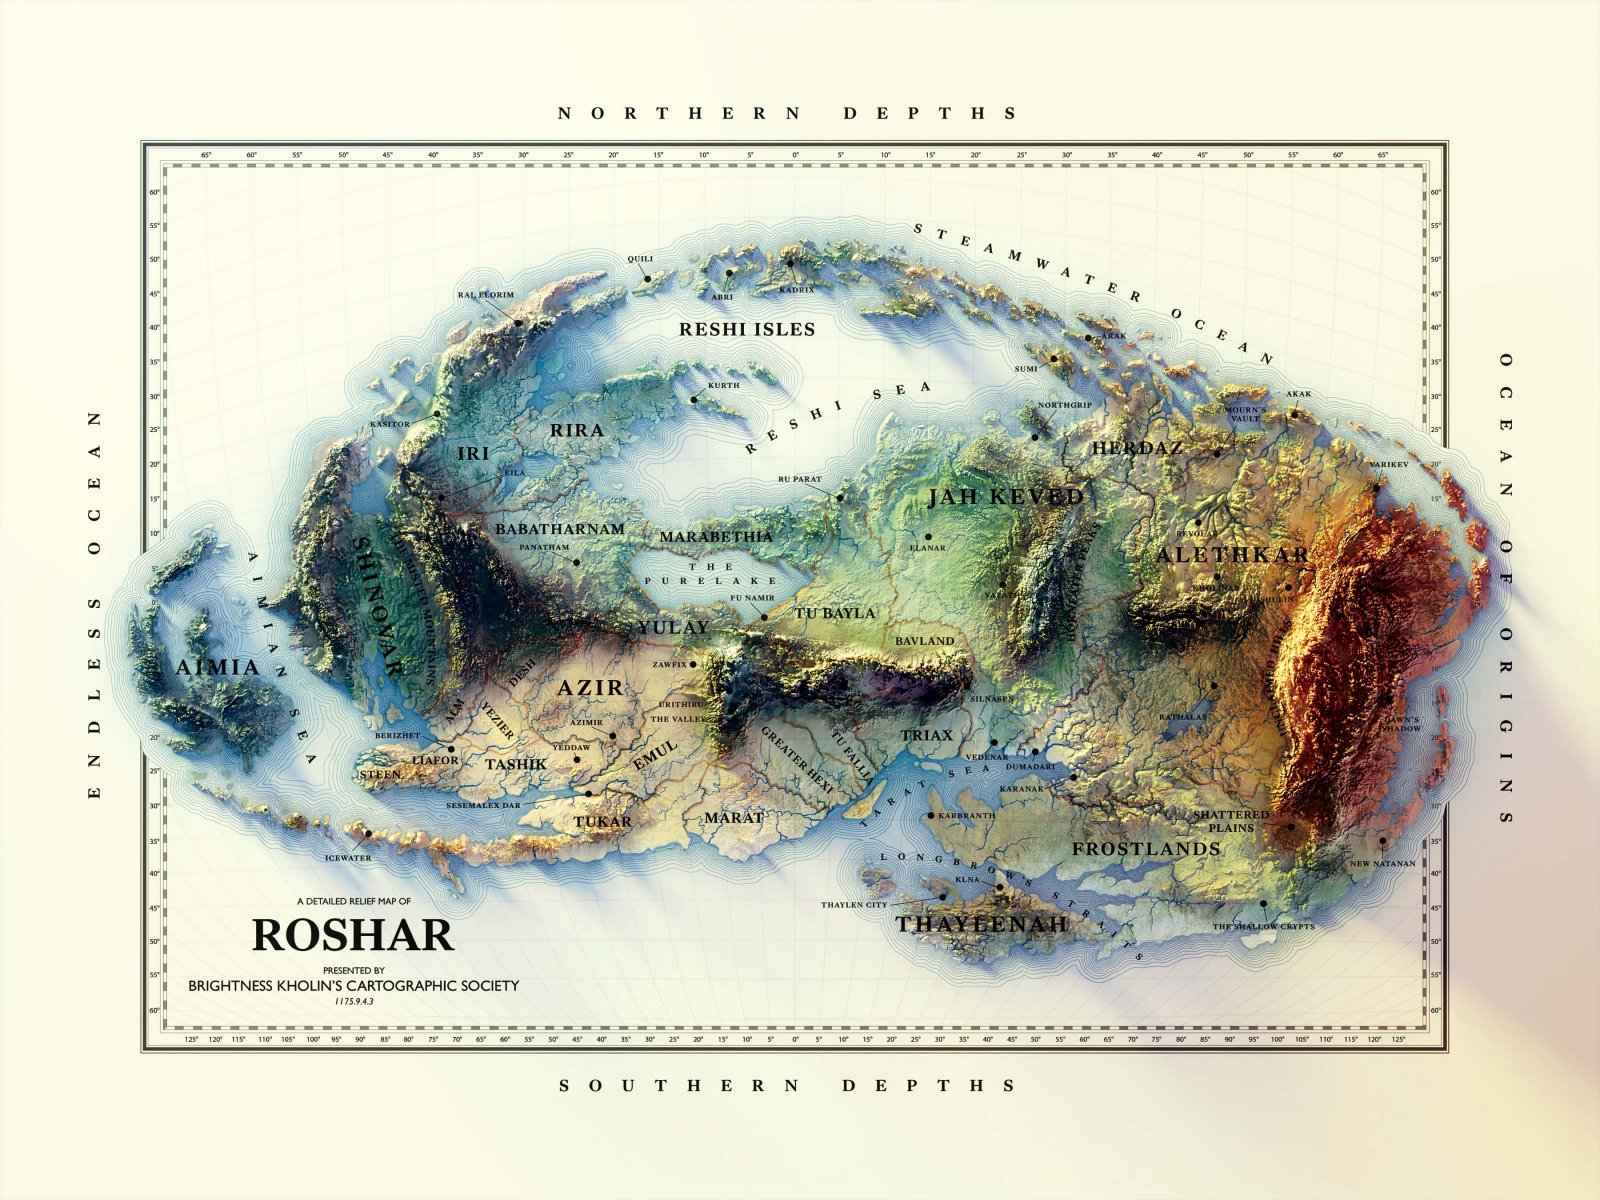 NORTHERN DEPTHS
65° 60° 55° 50° 45° 40° 35° 30° 25° 20° 15° 10° 5° 0° 5° 10° 15° 20° 25° 30° 35° 40° 45° 50° 55° 60° 65°
STEAMWATER OCEAN
QUILI
ABRI
KADRIX
RAL ELORIM
RESHI ISLES
ARAK
SUMI
KURTH
RESHI SEA
AKAK
NORTHGRIP
MOURN'S
VAULT
KASITOR
RIRA
IRI
HERDAZ
EILA
RU PARAT
VARIKEV
JAH KEVED
BABATHARNAM
PANATHAM
MARABETHIA
ELANAR
REVOLAR
ALETHKAR
THE
PURELAKE
FU NAMIR
SHINOVAR
THE MISTED MOUNTAINS
AIMIAN SEA
AIMIA
YULAY
TU BAYLA
BAVLAND
HORNEATER PEAKS
KHOLINAR
ZAWFIX
DESH
AZIR
URITHIRU
THE VALLEY
SILNASEN
RATHALAS
DAWN'S
SHADOW
ALM
YEZIER
AZIMIR
BERIZHET
YEDDAW
LIAFOR
TASHIK
EMUL
STEEN
GREATER HEXI
TU FALLIA
TRIAX
VEDENAR
DUMADARI
TARAT SEA
KARANAK
SESEMALEX DAR
TUKAR
MARAT
KARBRANTH
SHATTERED
PLAINS
FROSTLANDS
ICEWATER
NEW NATANAN
LONGBROW'S STRAITS
KLNA
THAYLEN CITY
THAYLENAH
THE SHALLOW CRYPTS
ENDLESS OCEAN
OCEAN OF ORIGINS
A DETAILED RELIEF MAP OF
ROSHAR
PRESENTED BY
BRIGHTNESS KHOLIN'S CARTOGRAPHIC SOCIETY
1175.9.4.3
125° 120° 115° 110° 105° 100° 95° 90° 85° 80° 75° 70° 65° 60° 55° 50° 45° 40° 35° 30° 25° 20° 15° 10° 5° 0° 5° 10° 15° 20° 25° 30° 35° 40° 45° 50° 55° 60° 65° 70° 75° 80° 85° 90° 95° 100° 105° 110° 115° 120° 125°
SOUTHERN DEPTHS